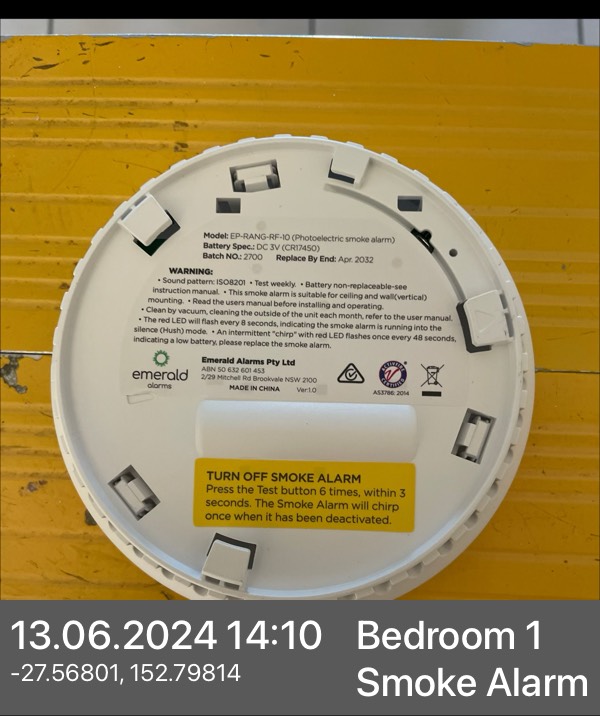 Model: EP-RANG-RF-10 (Photoelectric smoke alarm)
Battery Spec.: DC 3V (CR17450)
Batch NO.: 2700 Replace By End: Apr. 2032
WARNING:
• Sound pattern: ISO8201 • Test weekly. • Battery non-replaceable-see
instruction manual. • This smoke alarm is suitable for ceiling and wall(vertical)
mounting. • Read the users manual before installing and operating.
• Clean by vacuum, cleaning the outside of the unit each month, refer to the user manual.
• The red LED will flash every 8 seconds, indicating the smoke alarm is running into the
silence (Hush) mode. • An intermittent "chirp" with red LED flashes once every 48 seconds,
indicating a low battery, please replace the smoke alarm.
emerald
alarms
Emerald Alarms Pty Ltd
ABN 50 632 601 453
2/29 Mitchell Rd Brookvale NSW 2100
MADE IN CHINA Ver:1.0
AS3786: 2014
TURN OFF SMOKE ALARM
Press the Test button 6 times, within 3
seconds. The Smoke Alarm will chirp
once when it has been deactivated.
13.06.2024 14:10
-27.56801, 152.79814
Bedroom 1
Smoke Alarm